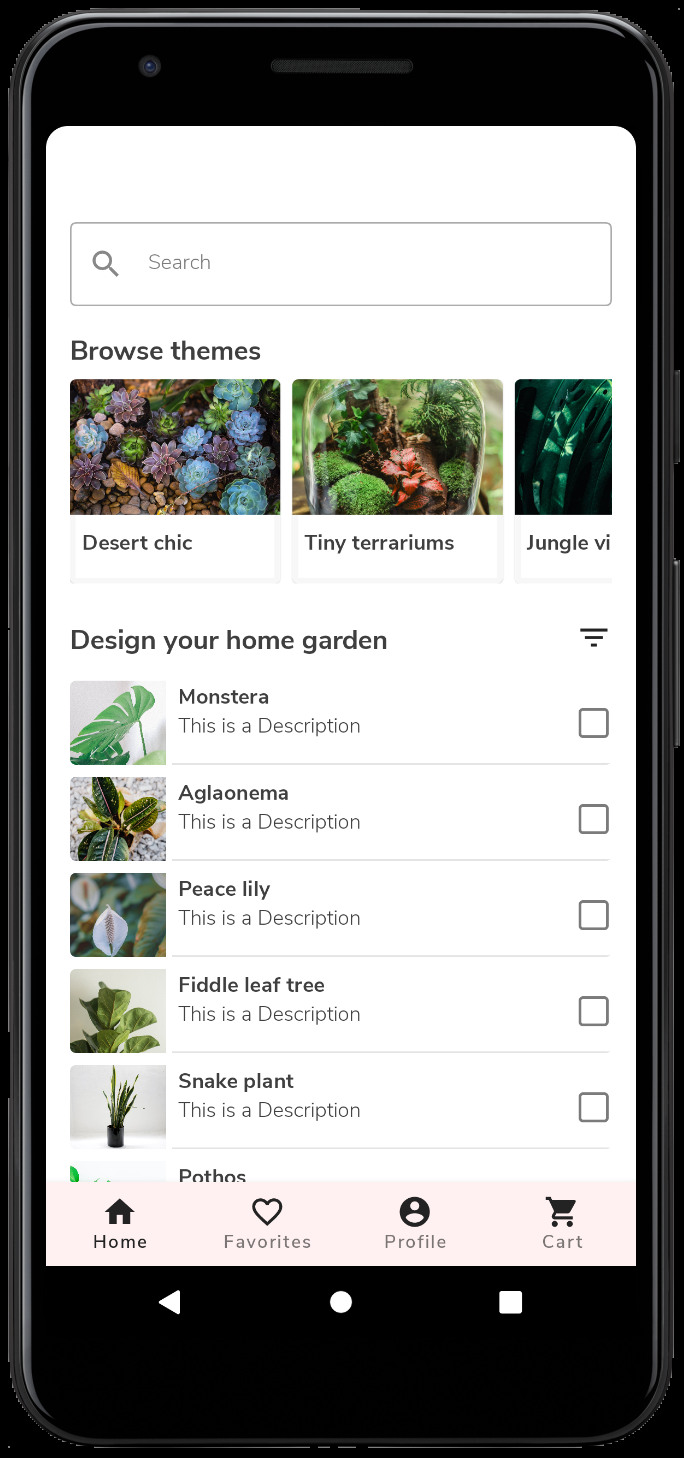 Search
Browse themes
Desert chic
Tiny terrariums
Jungle vi
Design your home garden
Monstera
This is a Description
Aglaonema
This is a Description
Peace lily
This is a Description
Fiddle leaf tree
This is a Description
Snake plant
This is a Description
Pothos
Home
Favorites
Profile
Cart